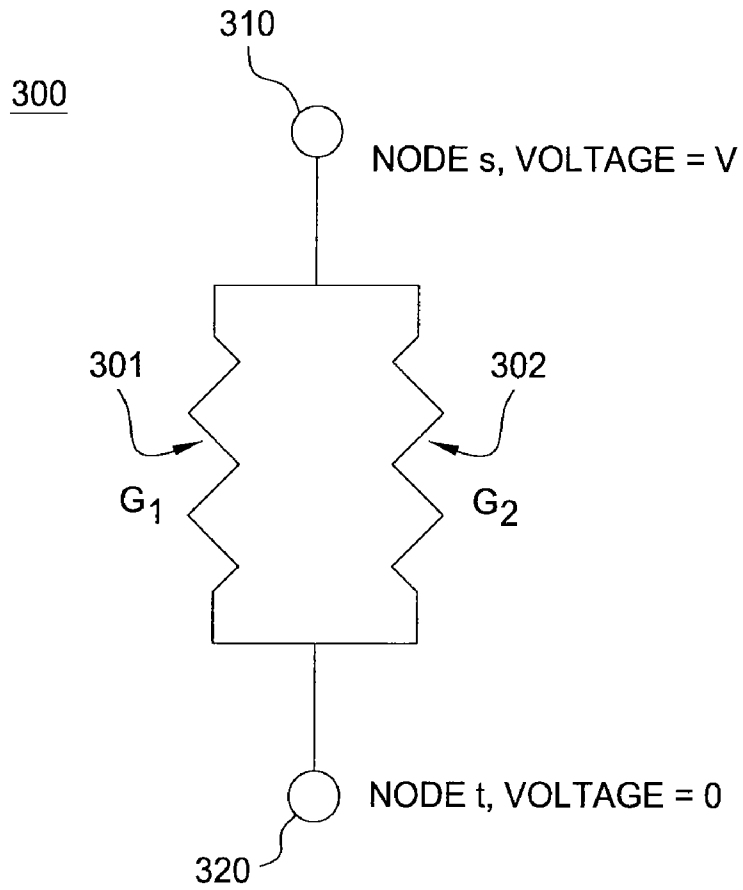 310
300
NODE s, VOLTAGE = V
301
302
G1
G2
NODE t, VOLTAGE = 0
320